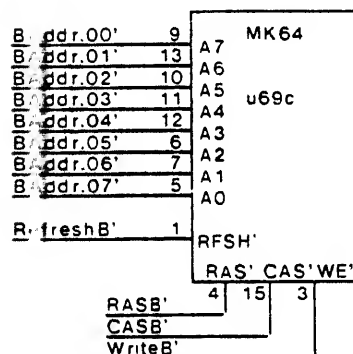 BAddr.00' 9 A7 MK64
BAddr.01' 13 A6
BAddr.02' 10 A5 u69c
BAddr.03' 11 A4
BAddr.04' 12 A3
BAddr.05' 6 A2
BAddr.06' 7 A1
BAddr.07' 5 A0
RefreshB' 1 RFSH'
RAS' CAS' WE'
RASB' 4 15 3
CASB'
WriteB'